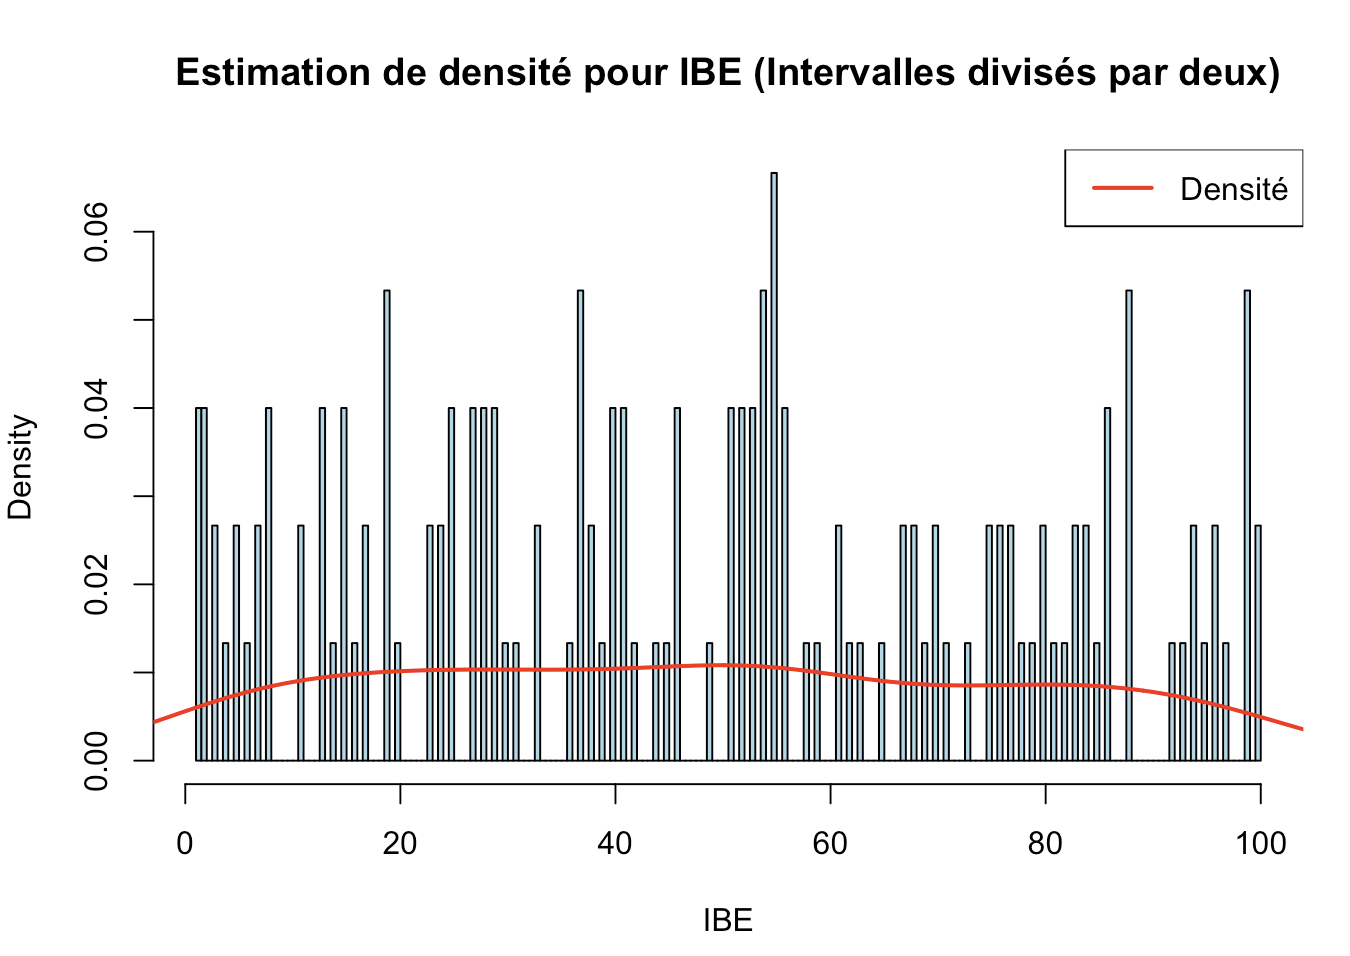 Estimation de densité pour IBE (Intervalles divisés par deux)
Densité
Density
0.06
0.04
0.02
0.00
0 20 40 60 80 100
IBE